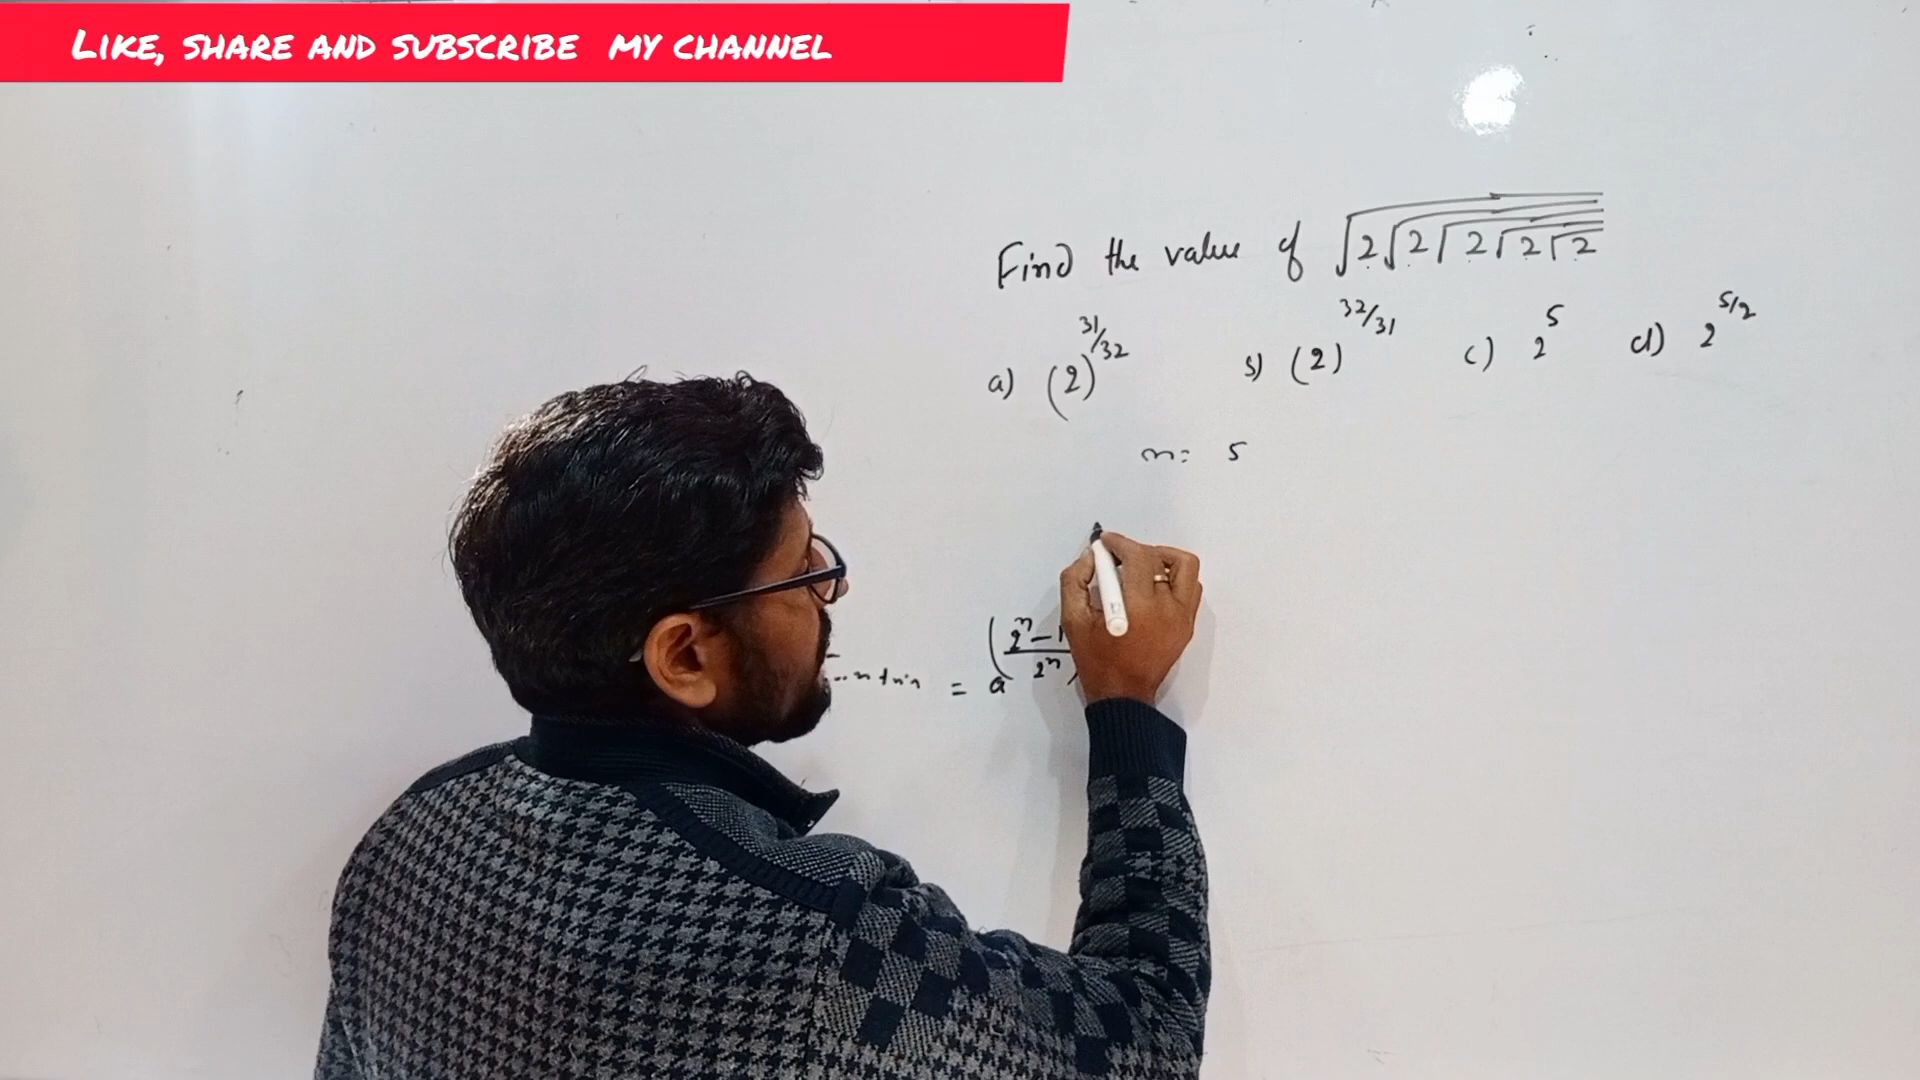 LIKE, SHARE AND SUBSCRIBE MY CHANNEL
Find the value of √2√2√2√2√2
a) (2)^31/32 b) (2)^32/31 c) 2^5 d) 2^5/2
n = 5
= a^(2^n - 1 / 2^n)